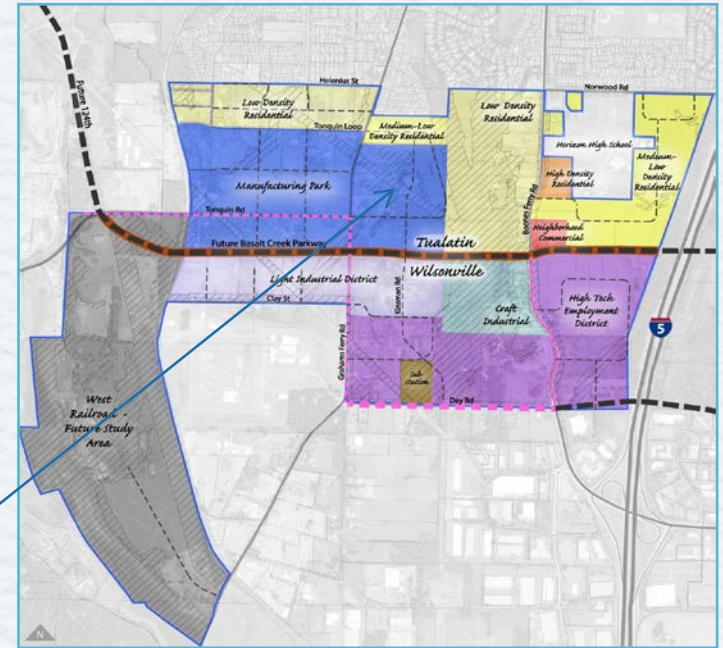 Future 124th
Helenius St
Norwood Rd
Low Density
Residential
Tonquin Loop
Medium-Low
Density Residential
Low Density
Residential
Horizon High School
Medium-
Low
Density
Residential
High Density
Residential
Manufacturing Park
Boones Ferry Rd
Tonquin Rd
Neighborhood
Commercial
Future Basalt Creek Parkway
Tualatin
Wilsonville
Light Industrial District
Clay St
Kinsman Rd
Craft
Industrial
High Tech
Employment
District
5
Grahams Ferry Rd
Sub
station
Day Rd
West
Railroad -
Future Study
Area
N